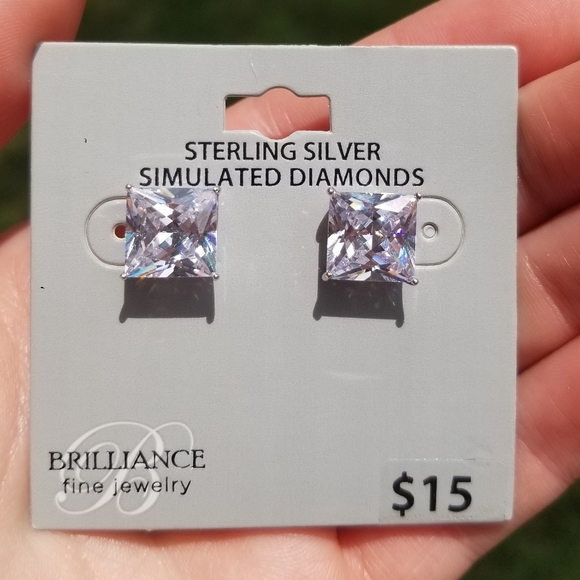 STERLING SILVER
SIMULATED DIAMONDS
B
BRILLIANCE
fine jewelry
$15